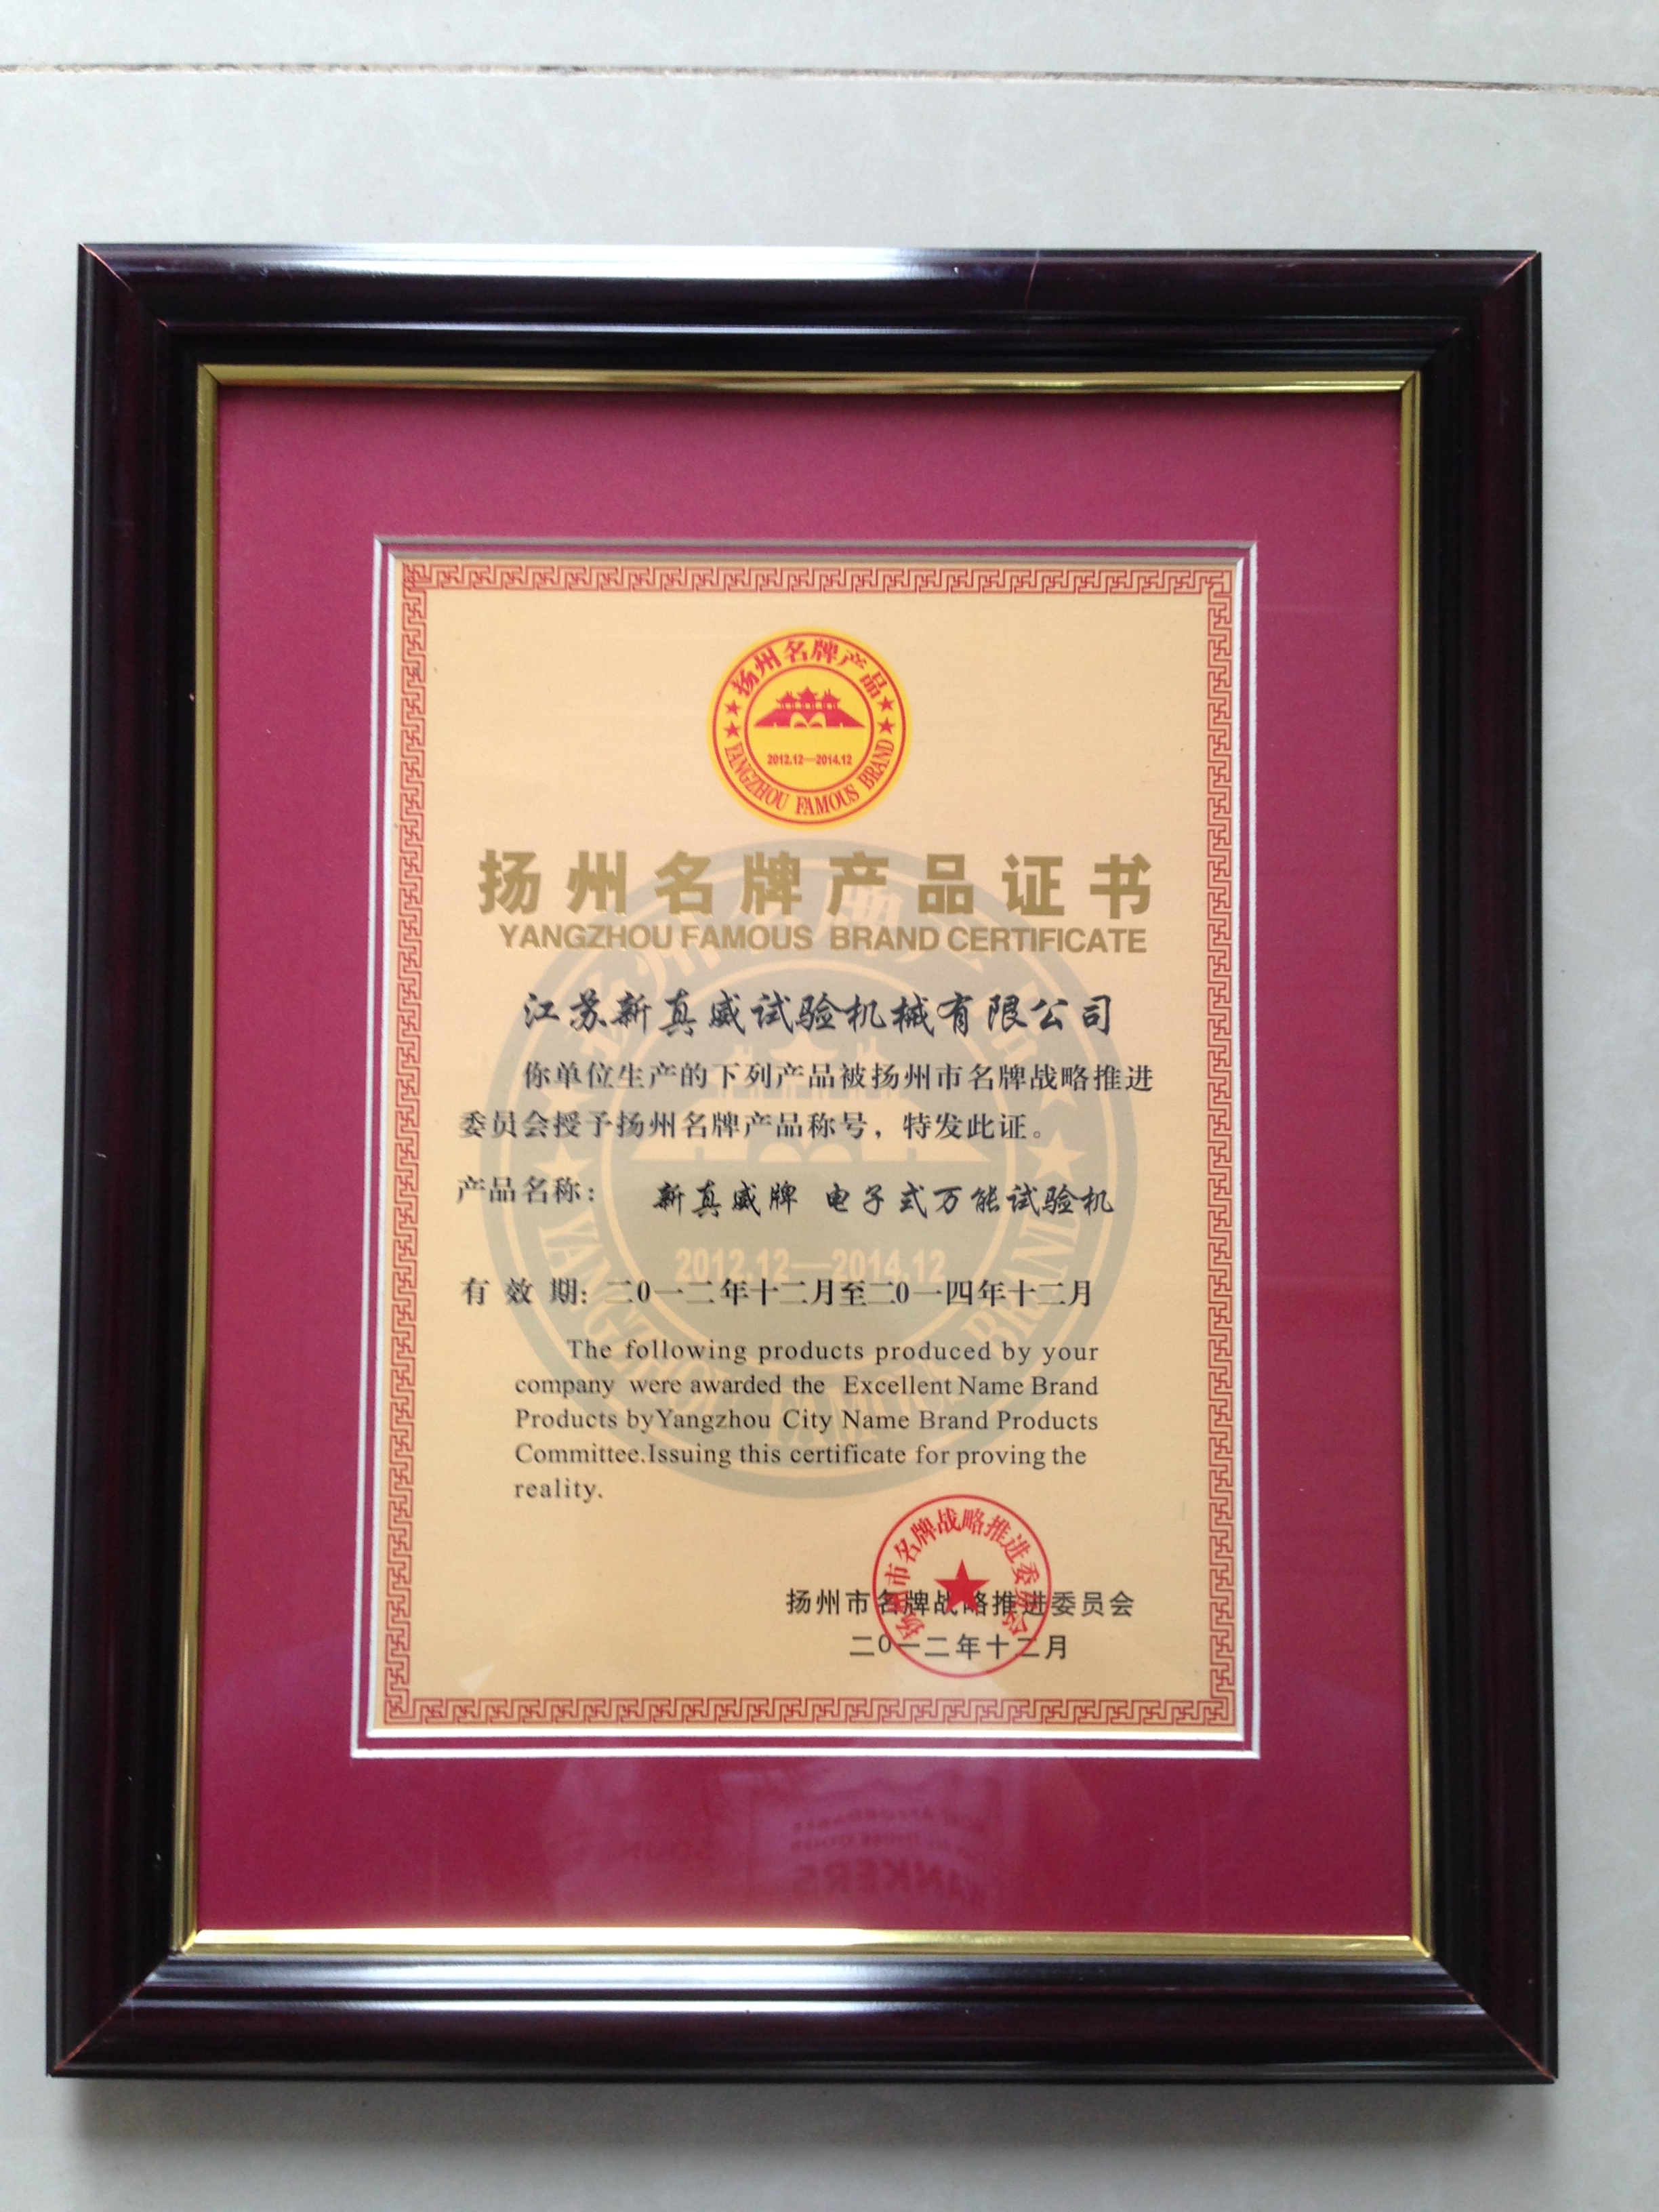 扬州名牌产品
2012.12—2014.12
YANGZHOU FAMOUS BRAND
扬州名牌产品证书
YANGZHOU FAMOUS BRAND CERTIFICATE
江苏新真威试验机械有限公司
你单位生产的下列产品被扬州市名牌战略推进
委员会授予扬州名牌产品称号，特发此证。
产品名称： 新真威牌 电子式万能试验机
2012.12—2014.12
有效期：二0一二年十二月至二0一四年十二月
The following products produced by your
company were awarded the Excellent Name Brand
Products byYangzhou City Name Brand Products
Committee.Issuing this certificate for proving the
reality.
扬州市名牌战略推进委员会
扬州市名牌战略推进委员会
二0一二年十二月